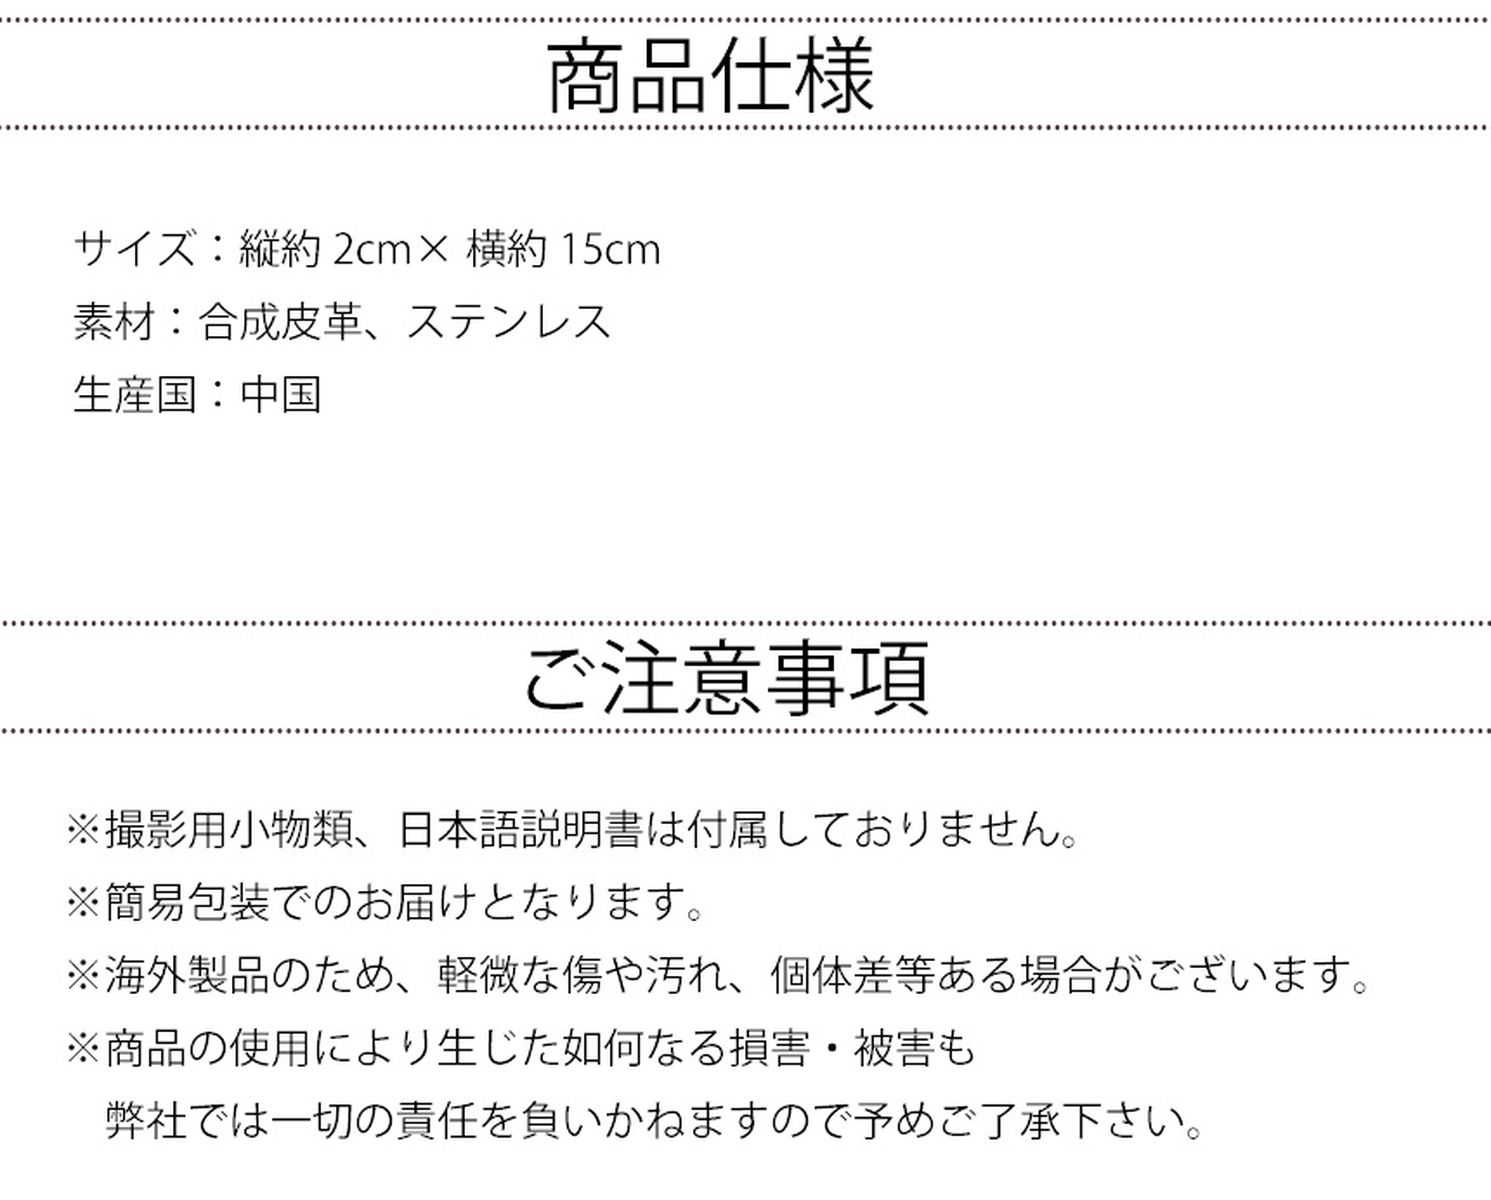 商品仕様
サイズ：縦約 2cm× 横約 15cm
素材：合成皮革、ステンレス
生産国：中国
ご注意事項
※撮影用小物類、日本語説明書は付属しておりません。
※簡易包装でのお届けとなります。
※海外製品のため、軽微な傷や汚れ、個体差等ある場合がございます。
※商品の使用により生じた如何なる損害・被害も
弊社では一切の責任を負いかねますので予めご了承下さい。